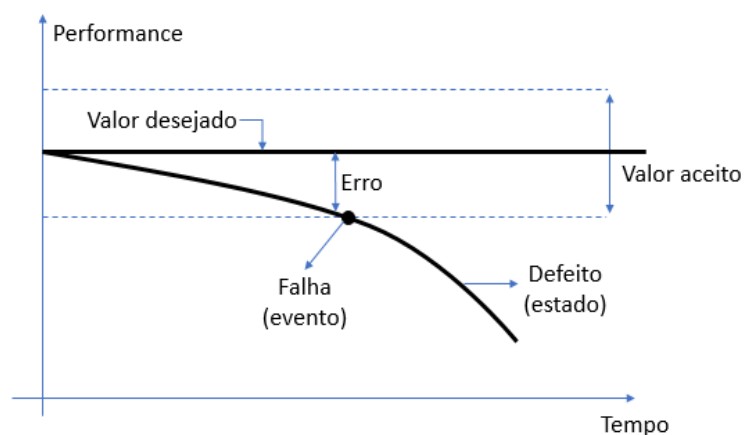 Performance
Valor desejado
Erro
Valor aceito
Falha
(evento)
Defeito
(estado)
Tempo